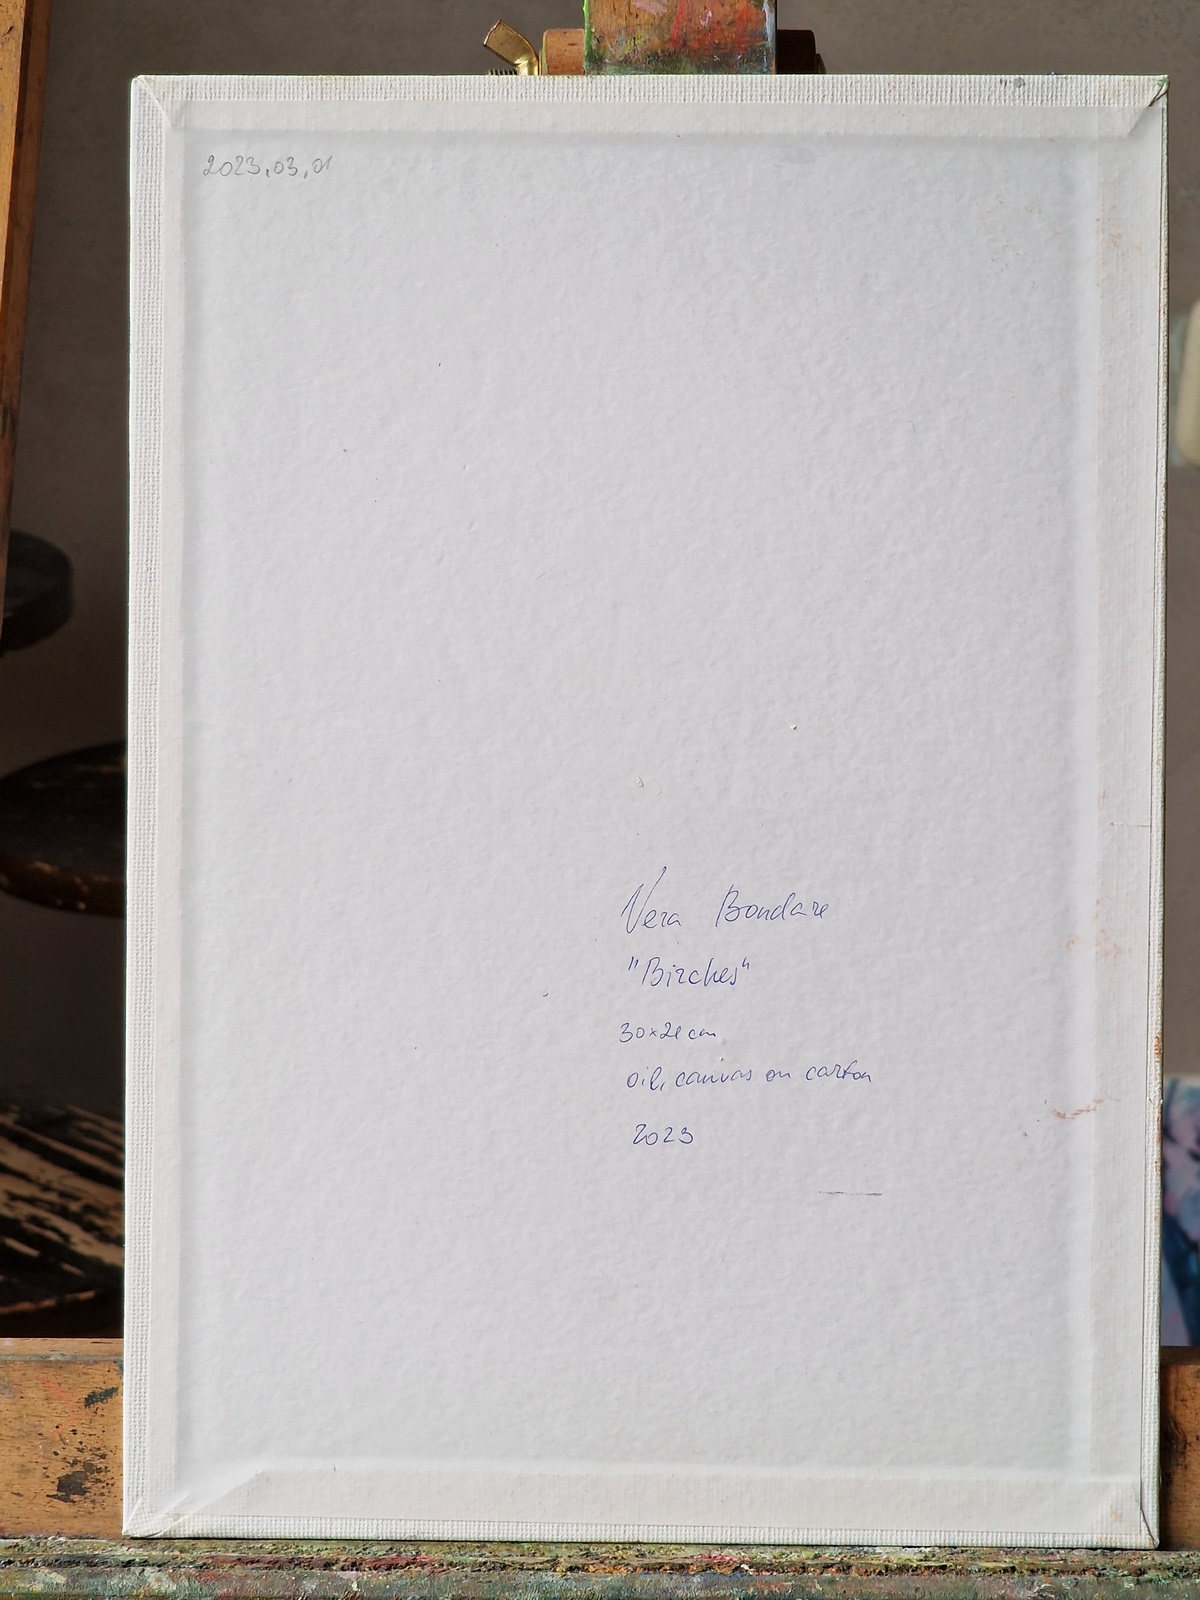 2023.03.01
Vera Bondare
"Birches"
30x21 cm
oil, canvas on carton
2023